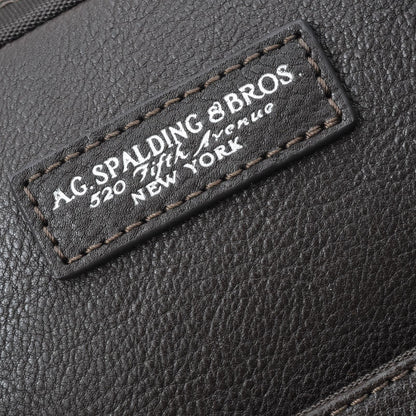 A.G. SPALDING & BROS.
520 Fifth Avenue
NEW YORK